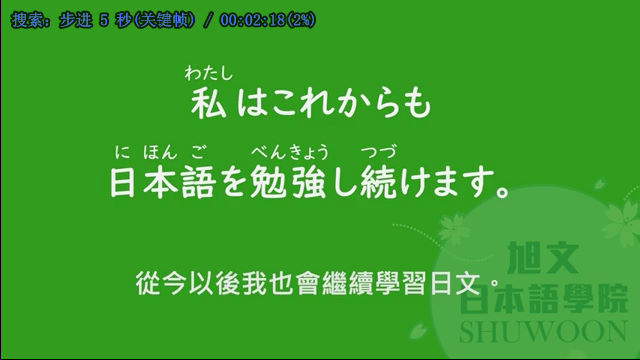 搜索: 步进 5 秒(关键帧) / 00:02:18(2%)
わたし
私はこれからも
に ほん ご べんきょう つづ
日本語を勉強し続けます。
從今以後我也會繼續學習日文。
旭文
日本語學院
SHUWOON